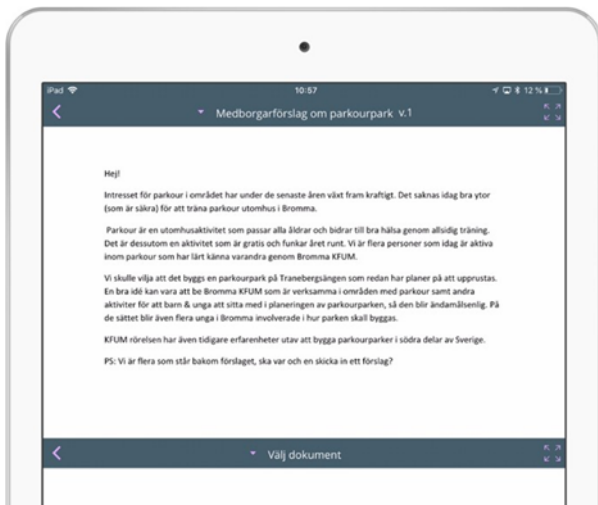 iPad 10:57 12 %
Medborgarförslag om parkourpark v.1
Hej!
Intresset för parkour i området har under de senaste åren växt fram kraftigt. Det saknas idag bra ytor
(som är säkra) för att träna parkour utomhus i Bromma.
Parkour är en utomhusaktivitet som passar alla åldrar och bidrar till bra hälsa genom allsidig träning.
Det är dessutom en aktivitet som är gratis och funkar året runt. Vi är flera personer som idag är aktiva
inom parkour som har lärt känna varandra genom Bromma KFUM.
Vi skulle vilja att det byggs en parkourpark på Tranebergsängen som redan har planer på att upprustas.
En bra idé kan vara att be Bromma KFUM som är verksamma i områden med parkour samt andra
aktiviter för att barn & unga att sitta med i planeringen av parkourparken, så den blir ändamålsenlig. På
de sättet blir även flera unga i Bromma involverade i hur parken skall byggas.
KFUM rörelsen har även tidigare erfarenheter utav att bygga parkourparker i södra delar av Sverige.
PS: Vi är flera som står bakom förslaget, ska var och en skicka in ett förslag?
Välj dokument